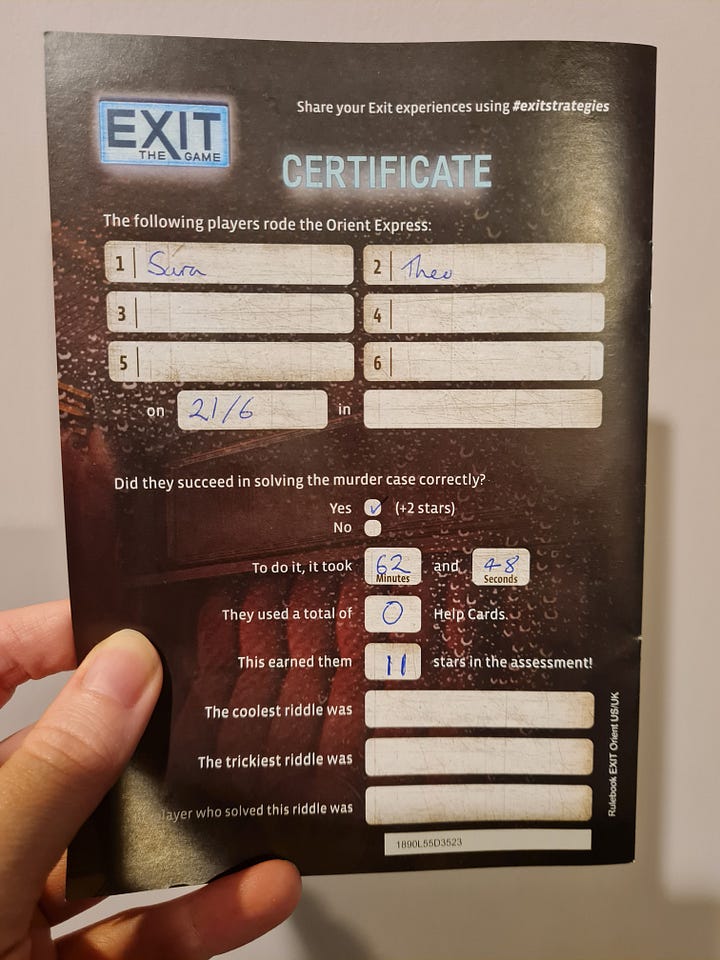 EXIT
THE GAME
Share your Exit experiences using #exitstrategies
CERTIFICATE
The following players rode the Orient Express:
1 Sara 2 Theo
3 4
5 6
on 21/6 in
Did they succeed in solving the murder case correctly?
Yes ✓ (+2 stars)
No
To do it, it took 62 Minutes and 48 Seconds
They used a total of 0 Help Cards.
This earned them 11 stars in the assessment!
The coolest riddle was
The trickiest riddle was
layer who solved this riddle was
1890L55D3523
Rulebook EXIT Orient US/UK